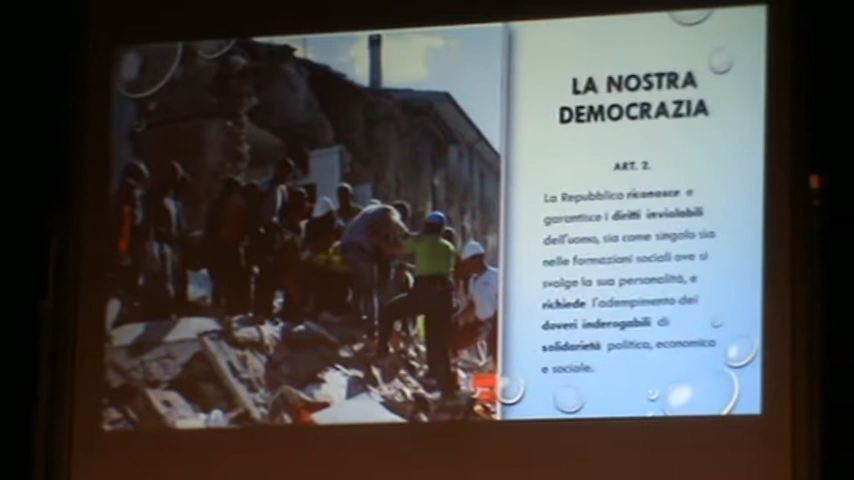 LA NOSTRA
DEMOCRAZIA
ART. 2.
La Repubblica riconosce e
garantisce i diritti inviolabili
dell'uomo, sia come singolo sia
nelle formazioni sociali ove si
svolge la sua personalità, e
richiede l'adempimento dei
doveri inderogabili di
solidarietà politica, economica
e sociale.